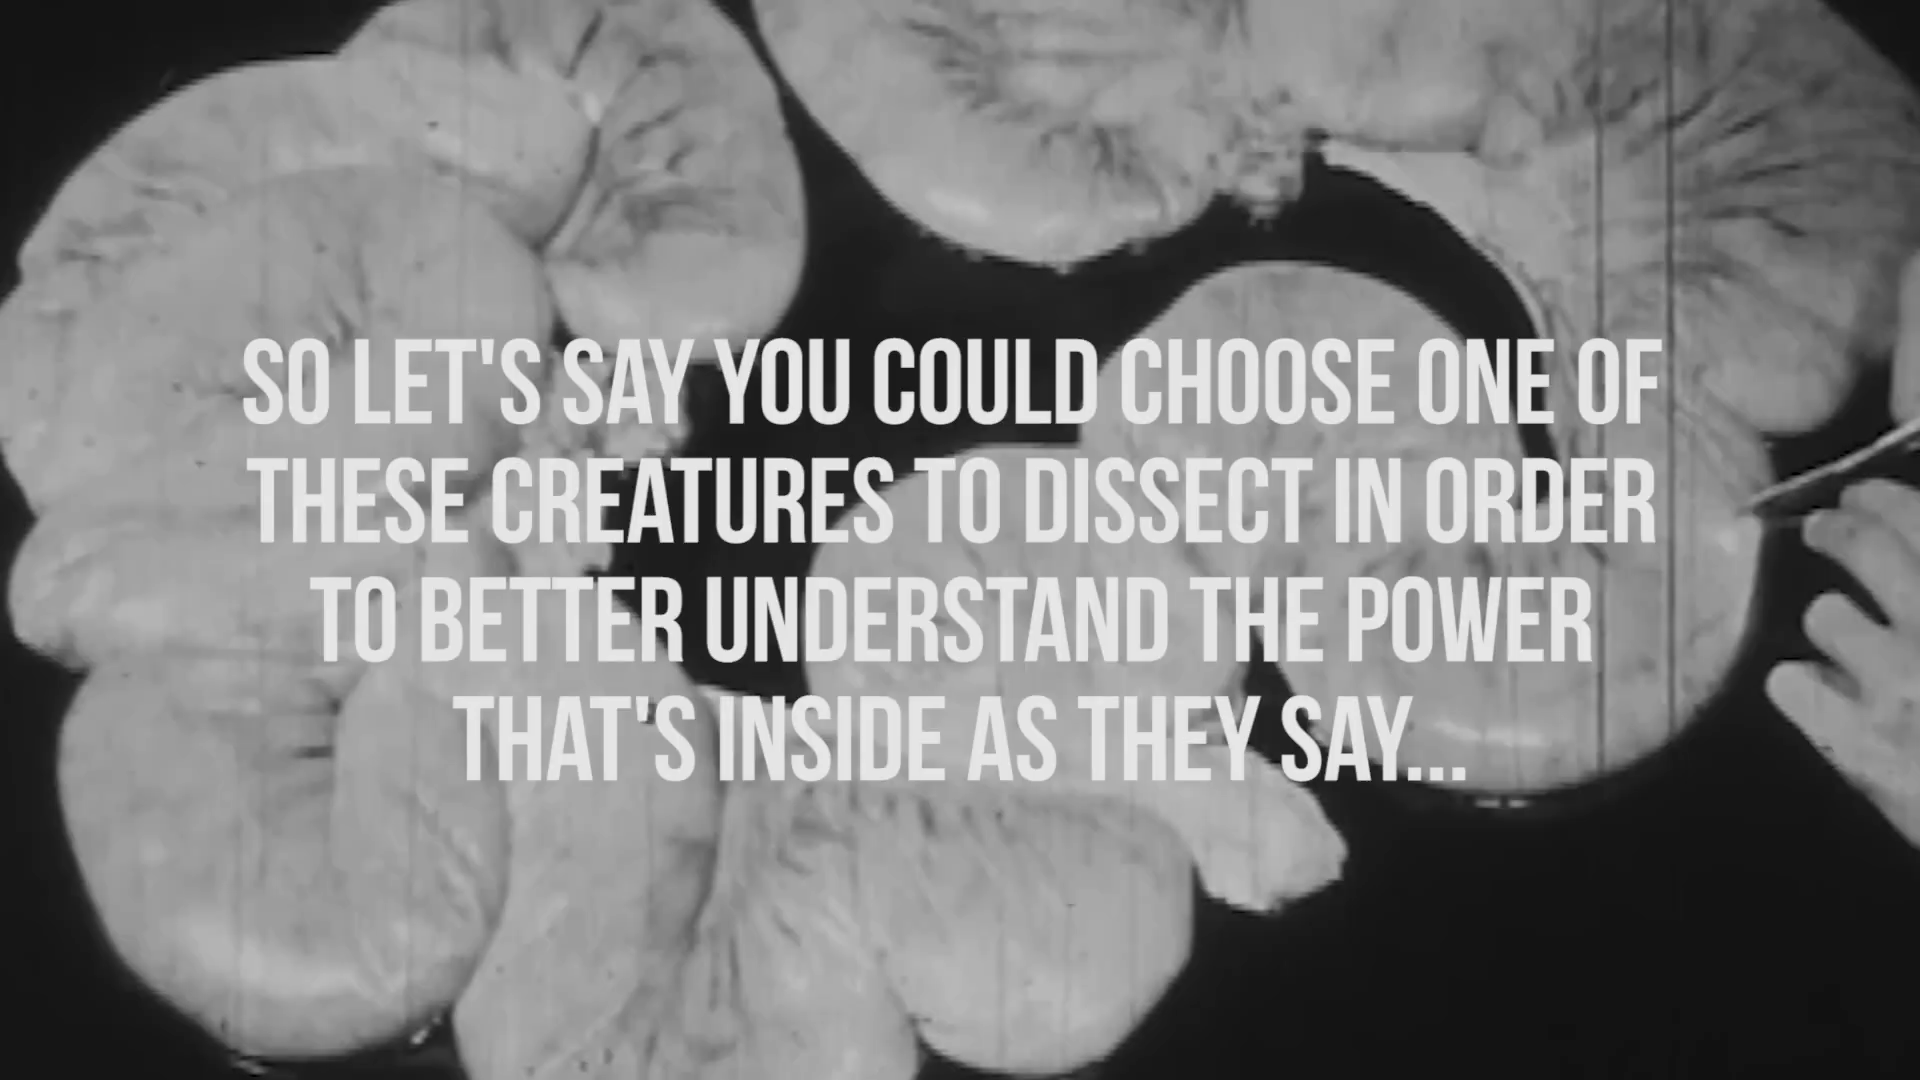 SO LET'S SAY YOU COULD CHOOSE ONE OF
THESE CREATURES TO DISSECT IN ORDER
TO BETTER UNDERSTAND THE POWER
THAT'S INSIDE AS THEY SAY...